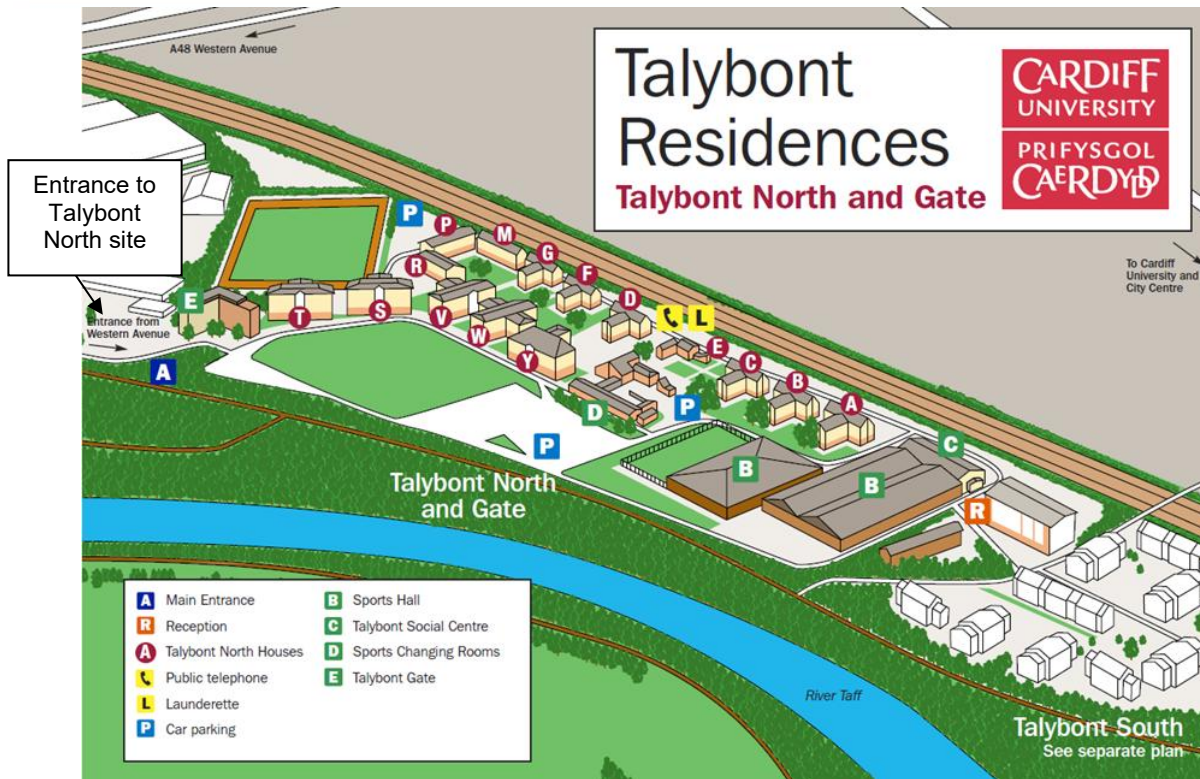 A48 Western Avenue
Talybont
Residences
Talybont North and Gate
CARDIFF
UNIVERSITY
PRIFYSGOL
CAERDYDD
Entrance to
Talybont
North site
To Cardiff
University and
City Centre
Entrance from
Western Avenue
P
P
M
G
R
F
E
D
T
S
V
L
W
E
Y
C
A
B
A
D
P
P
C
B
B
R
Talybont North
and Gate
A Main Entrance
R Reception
A Talybont North Houses
Public telephone
L Launderette
P Car parking
B Sports Hall
C Talybont Social Centre
D Sports Changing Rooms
E Talybont Gate
River Taff
Talybont South
See separate plan